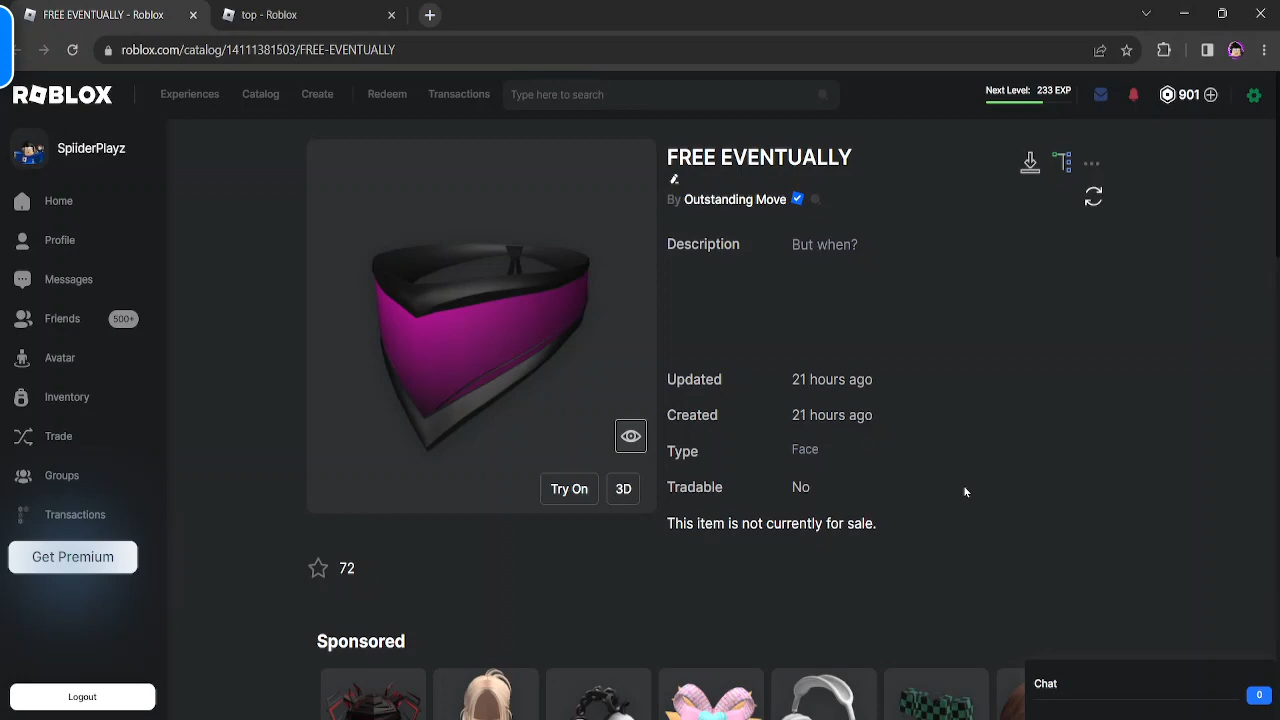 FREE EVENTUALLY - Roblox
top - Roblox
roblox.com/catalog/14111381503/FREE-EVENTUALLY
ROBLOX
Experiences
Catalog
Create
Redeem
Transactions
Type here to search
Next Level: 233 EXP
901
SpiiderPlayz
Home
Profile
Messages
Friends
500+
Avatar
Inventory
Trade
Groups
Transactions
Get Premium
Logout
Try On
3D
72
FREE EVENTUALLY
By Outstanding Move
Description
But when?
Updated
21 hours ago
Created
21 hours ago
Type
Face
Tradable
No
This item is not currently for sale.
Sponsored
Chat
0